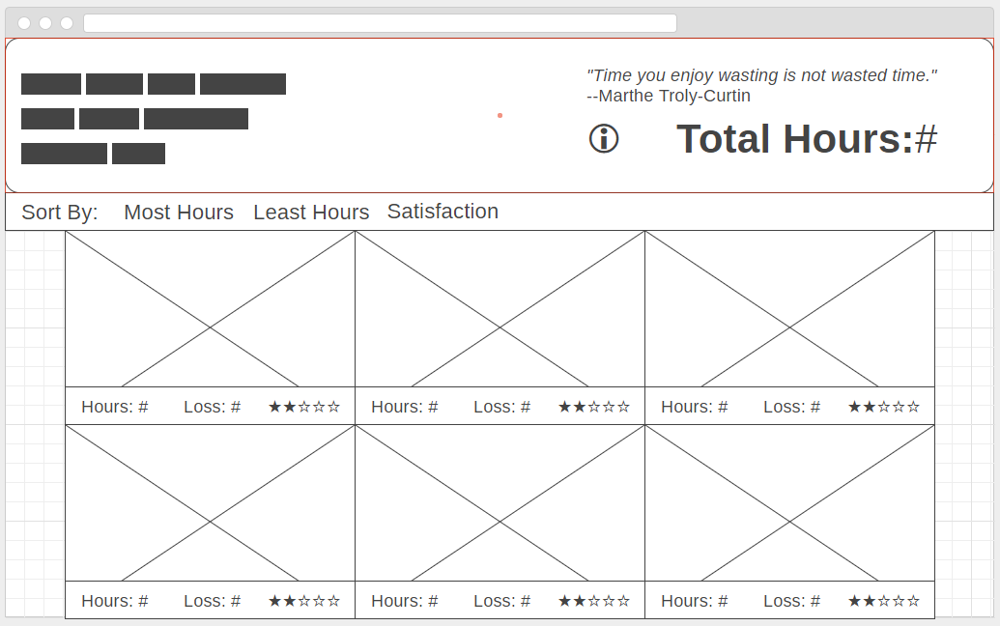 "Time you enjoy wasting is not wasted time."
--Marthe Troly-Curtin
Total Hours:#
Sort By: Most Hours Least Hours Satisfaction
Hours: # Loss: # ★★☆☆☆ Hours: # Loss: # ★★☆☆☆ Hours: # Loss: # ★★☆☆☆
Hours: # Loss: # ★★☆☆☆ Hours: # Loss: # ★★☆☆☆ Hours: # Loss: # ★★☆☆☆